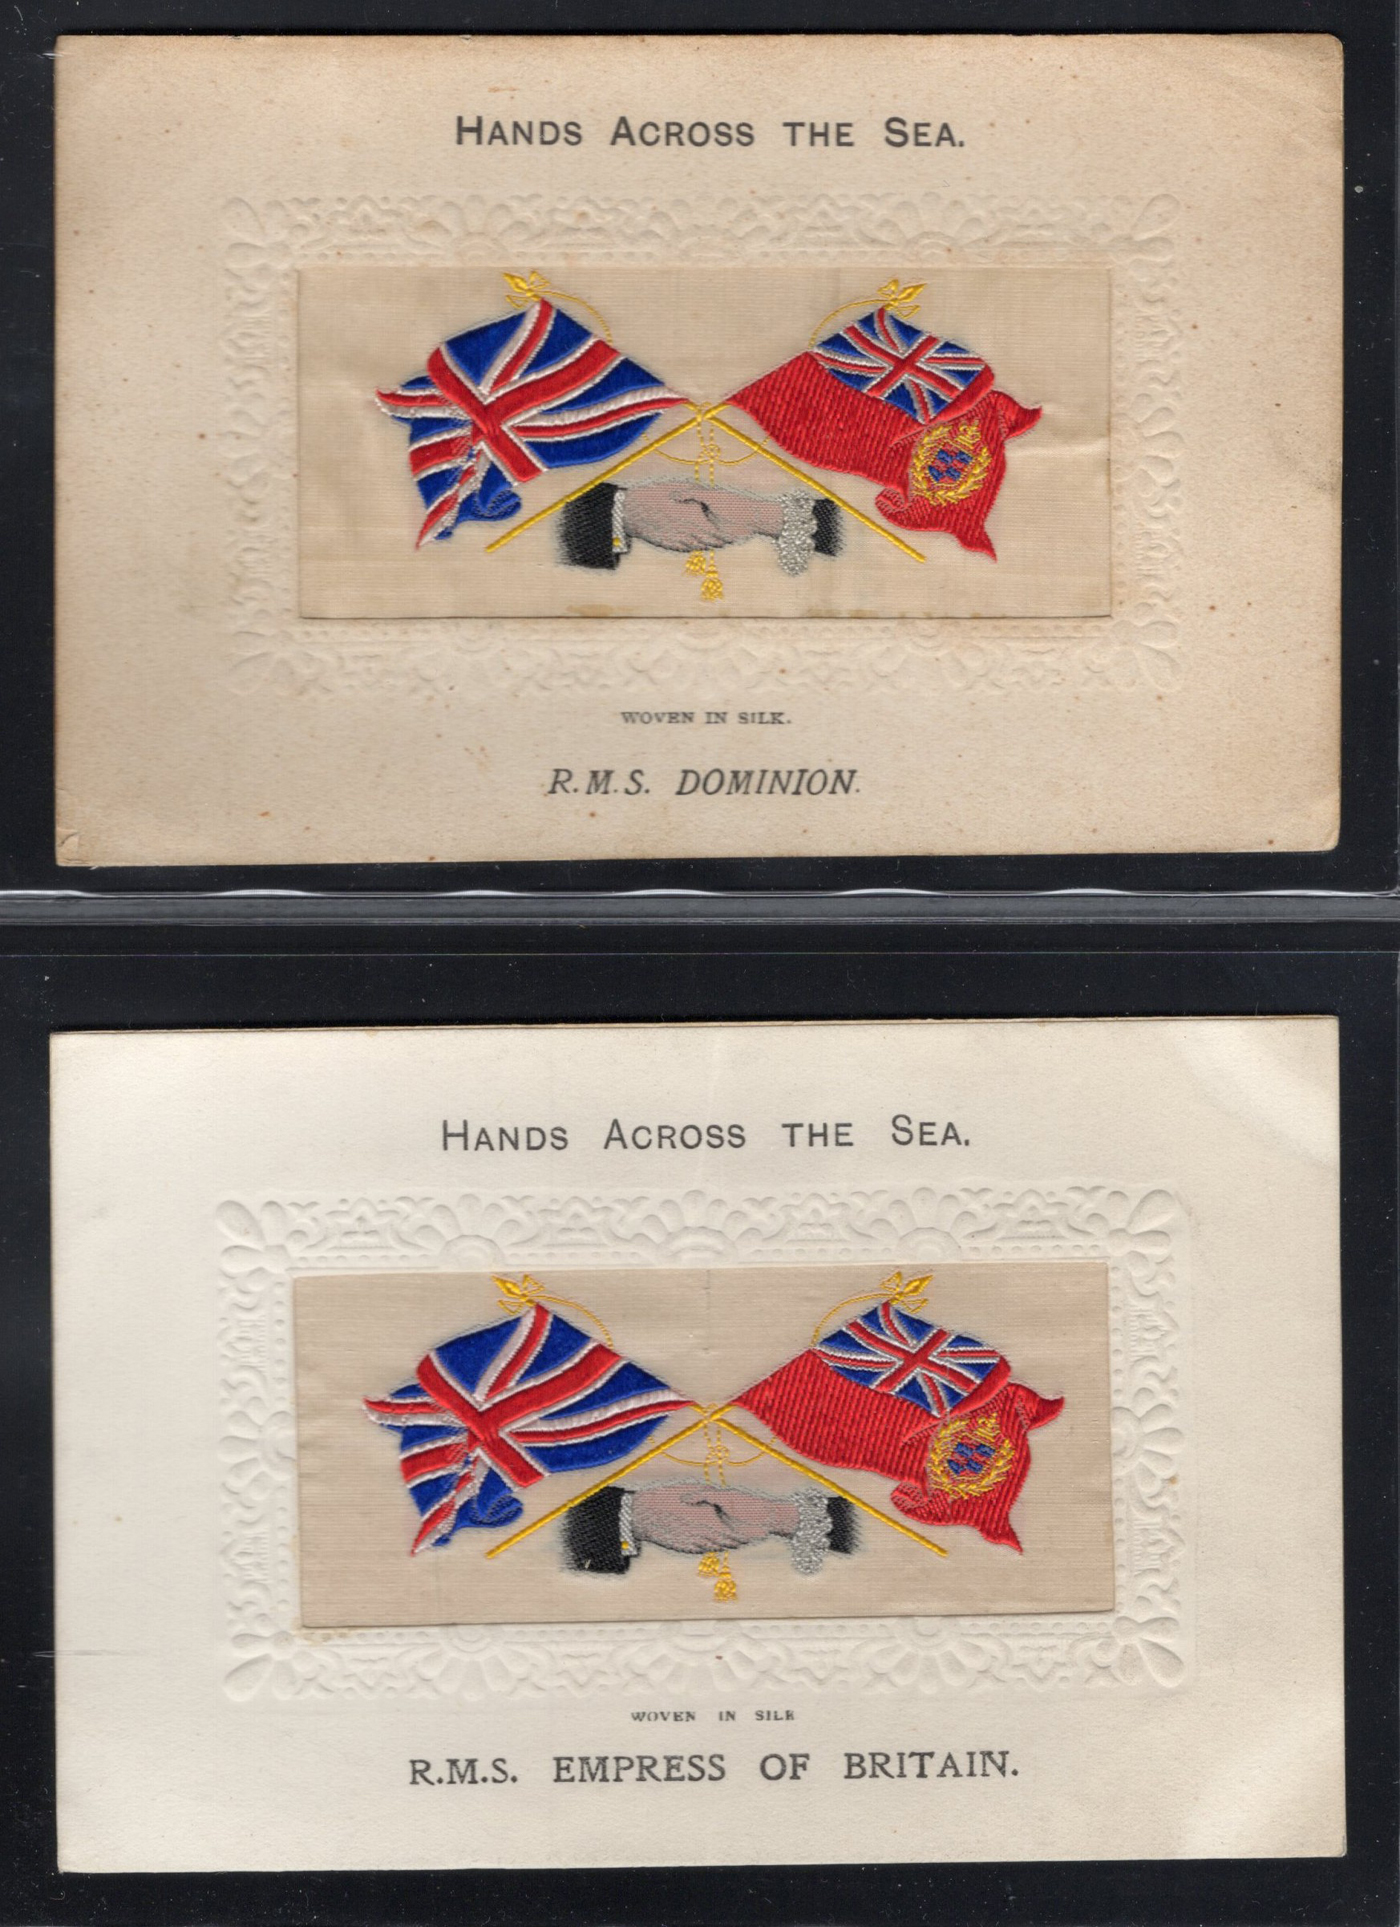 HANDS ACROSS THE SEA.
WOVEN IN SILK.
R.M.S. DOMINION.
HANDS ACROSS THE SEA.
WOVEN IN SILK
R.M.S. EMPRESS OF BRITAIN.